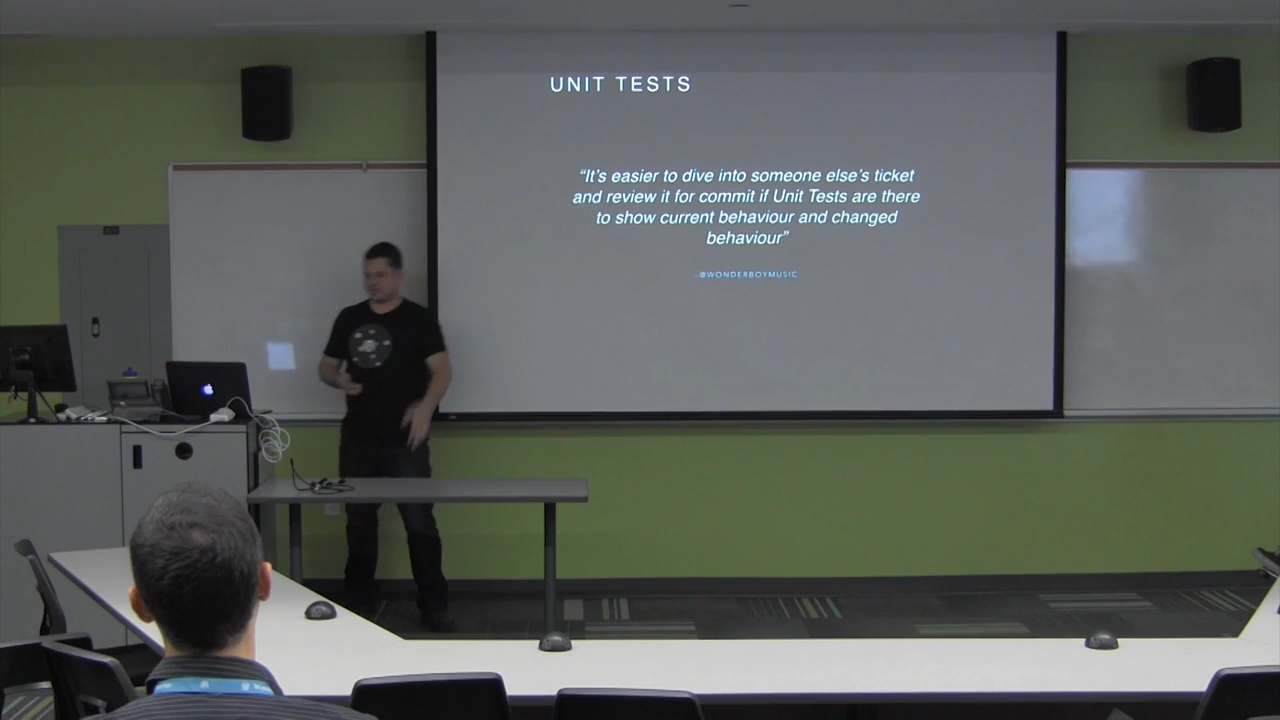 UNIT TESTS
“It’s easier to dive into someone else’s ticket
and review it for commit if Unit Tests are there
to show current behaviour and changed
behaviour”
- @WONDERBOYMUSIC